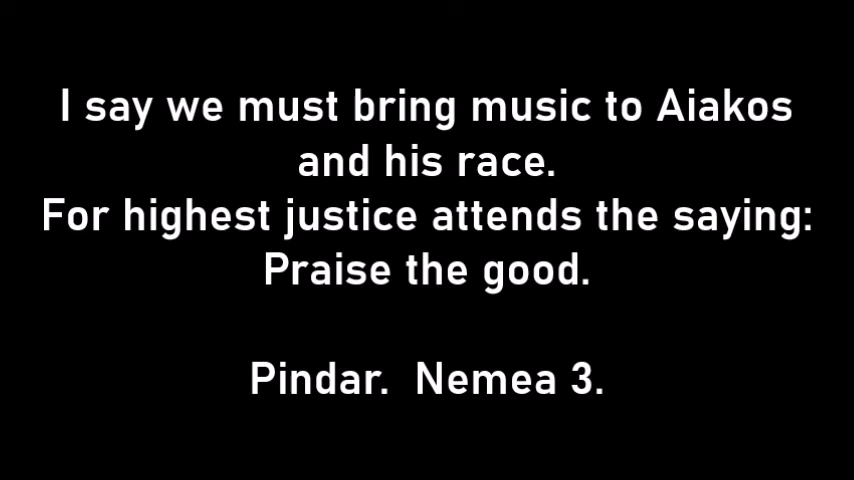 I say we must bring music to Aiakos
and his race.
For highest justice attends the saying:
Praise the good.
Pindar.  Nemea 3.